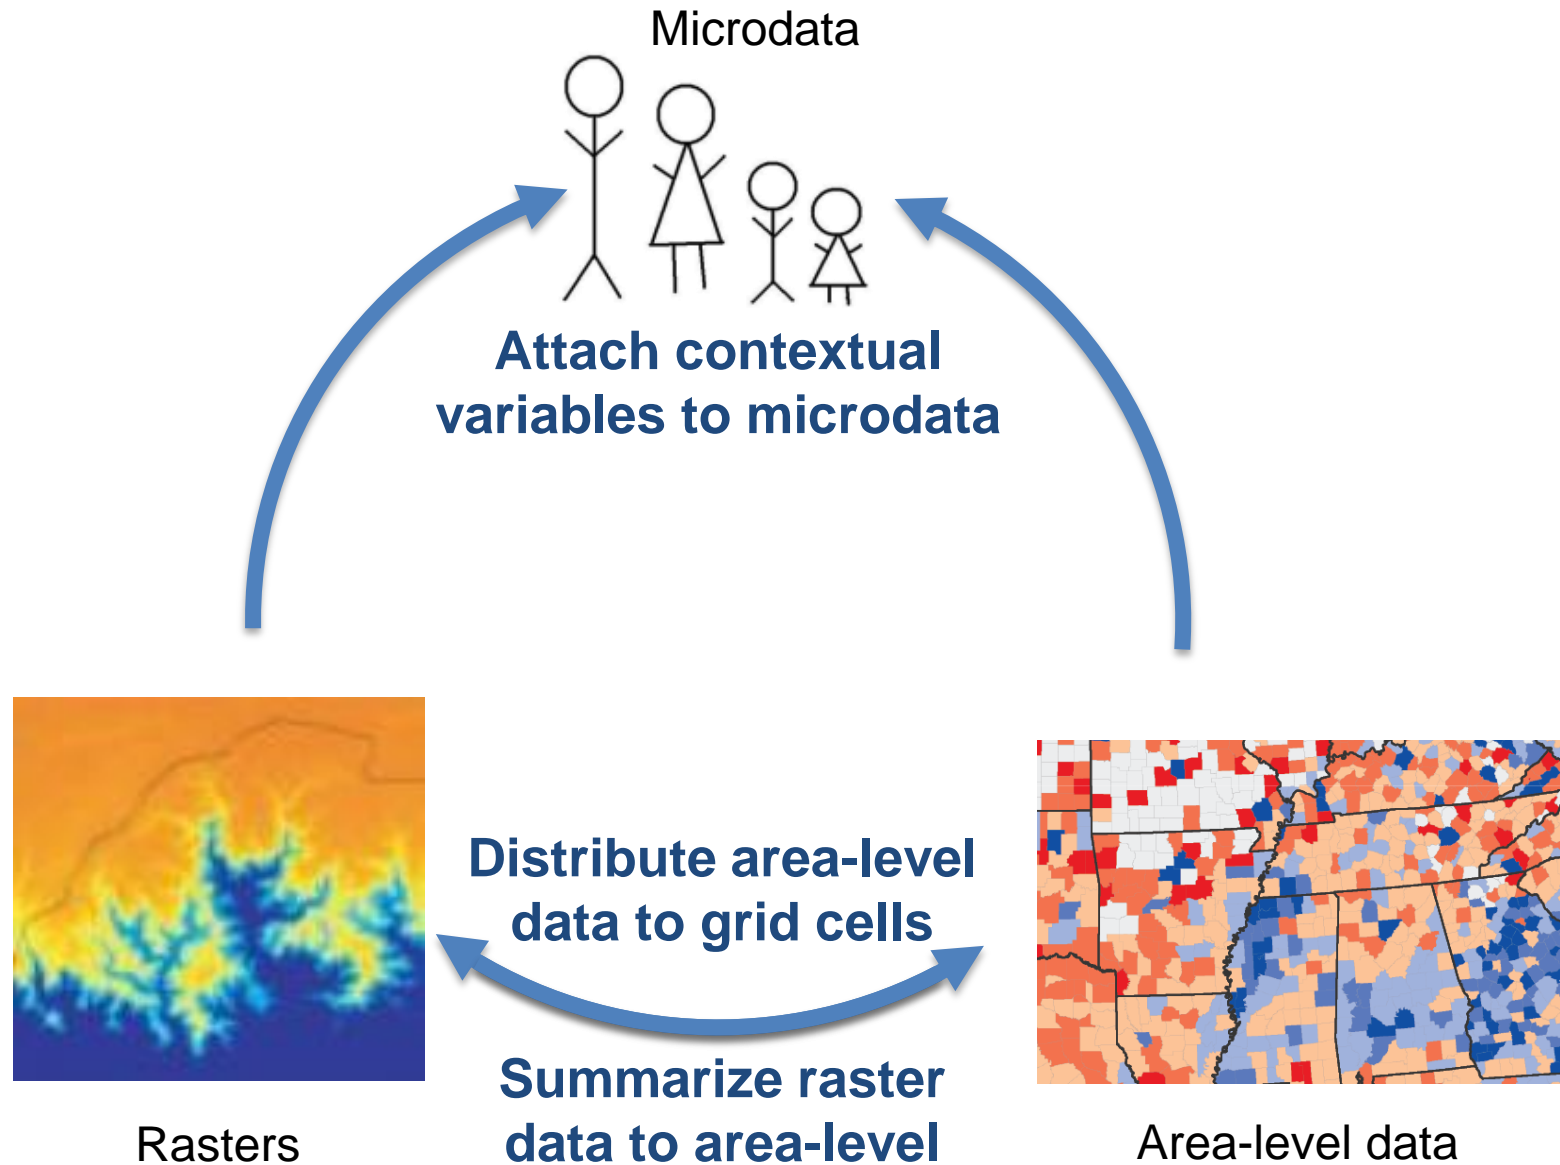 Microdata
Attach contextual
variables to microdata
Distribute area-level
data to grid cells
Summarize raster
data to area-level
Rasters
Area-level data